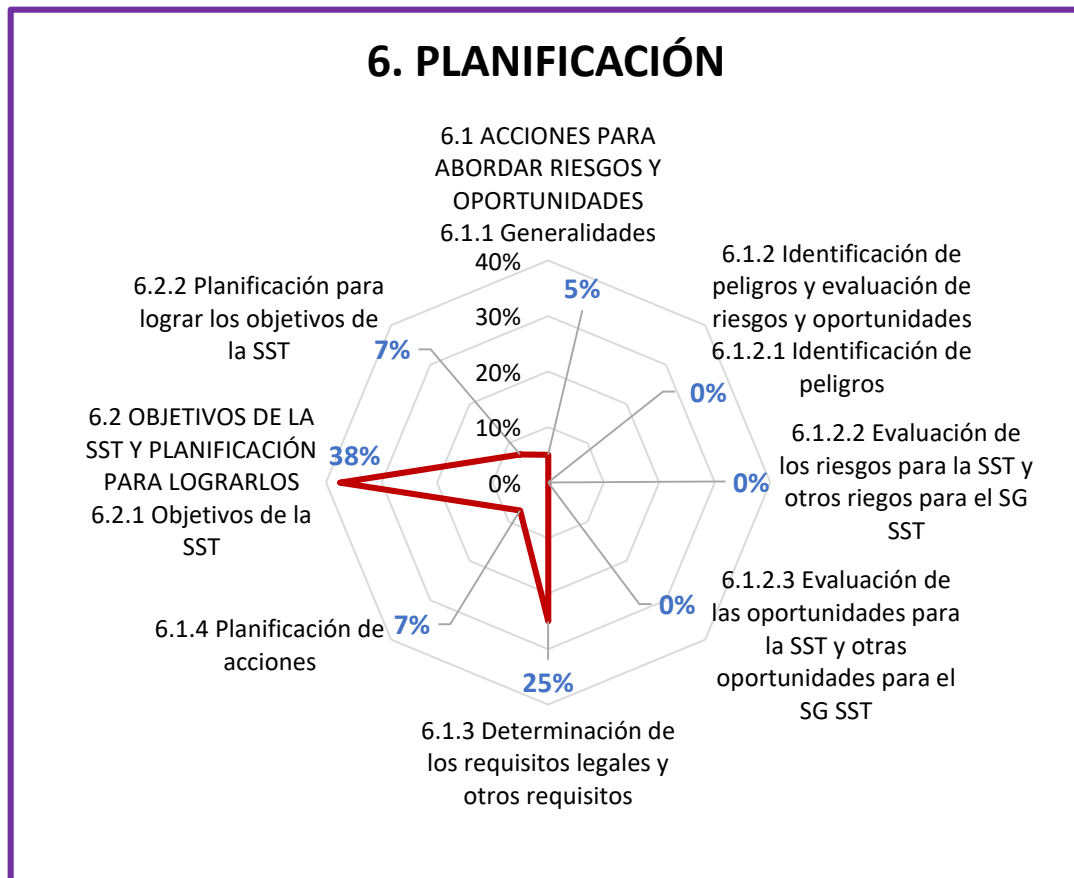 6. PLANIFICACIÓN
6.1 ACCIONES PARA
ABORDAR RIESGOS Y
OPORTUNIDADES
6.1.1 Generalidades
40%
30%
20%
10%
0%
5%
6.1.2 Identificación de
peligros y evaluación de
riesgos y oportunidades
6.1.2.1 Identificación de
peligros
0%
6.1.2.2 Evaluación de
los riesgos para la SST y
otros riegos para el SG
SST
0%
6.1.2.3 Evaluación de
las oportunidades para
la SST y otras
oportunidades para el
SG SST
0%
25%
6.1.3 Determinación de
los requisitos legales y
otros requisitos
6.1.4 Planificación de
acciones
7%
6.2 OBJETIVOS DE LA
SST Y PLANIFICACIÓN
PARA LOGRARLOS
6.2.1 Objetivos de la
SST
38%
6.2.2 Planificación para
lograr los objetivos de
la SST
7%